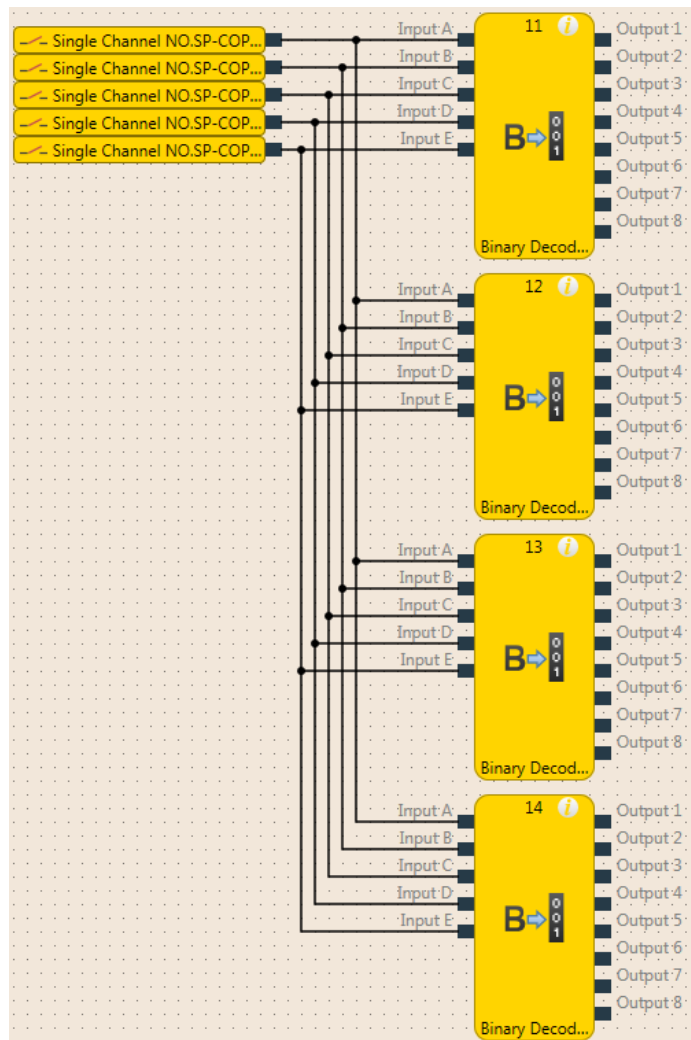 Single Channel NO.SP-COP...
Single Channel NO.SP-COP...
Single Channel NO.SP-COP...
Single Channel NO.SP-COP...
Single Channel NO.SP-COP...
11 i
Input A
Input B
Input C
Input D
Input E
B 0 0 1
Output 1
Output 2
Output 3
Output 4
Output 5
Output 6
Output 7
Output 8
Binary Decod...
12 i
Input A
Input B
Input C
Input D
Input E
B 0 0 1
Output 1
Output 2
Output 3
Output 4
Output 5
Output 6
Output 7
Output 8
Binary Decod...
13 i
Input A
Input B
Input C
Input D
Input E
B 0 0 1
Output 1
Output 2
Output 3
Output 4
Output 5
Output 6
Output 7
Output 8
Binary Decod...
14 i
Input A
Input B
Input C
Input D
Input E
B 0 0 1
Output 1
Output 2
Output 3
Output 4
Output 5
Output 6
Output 7
Output 8
Binary Decod...